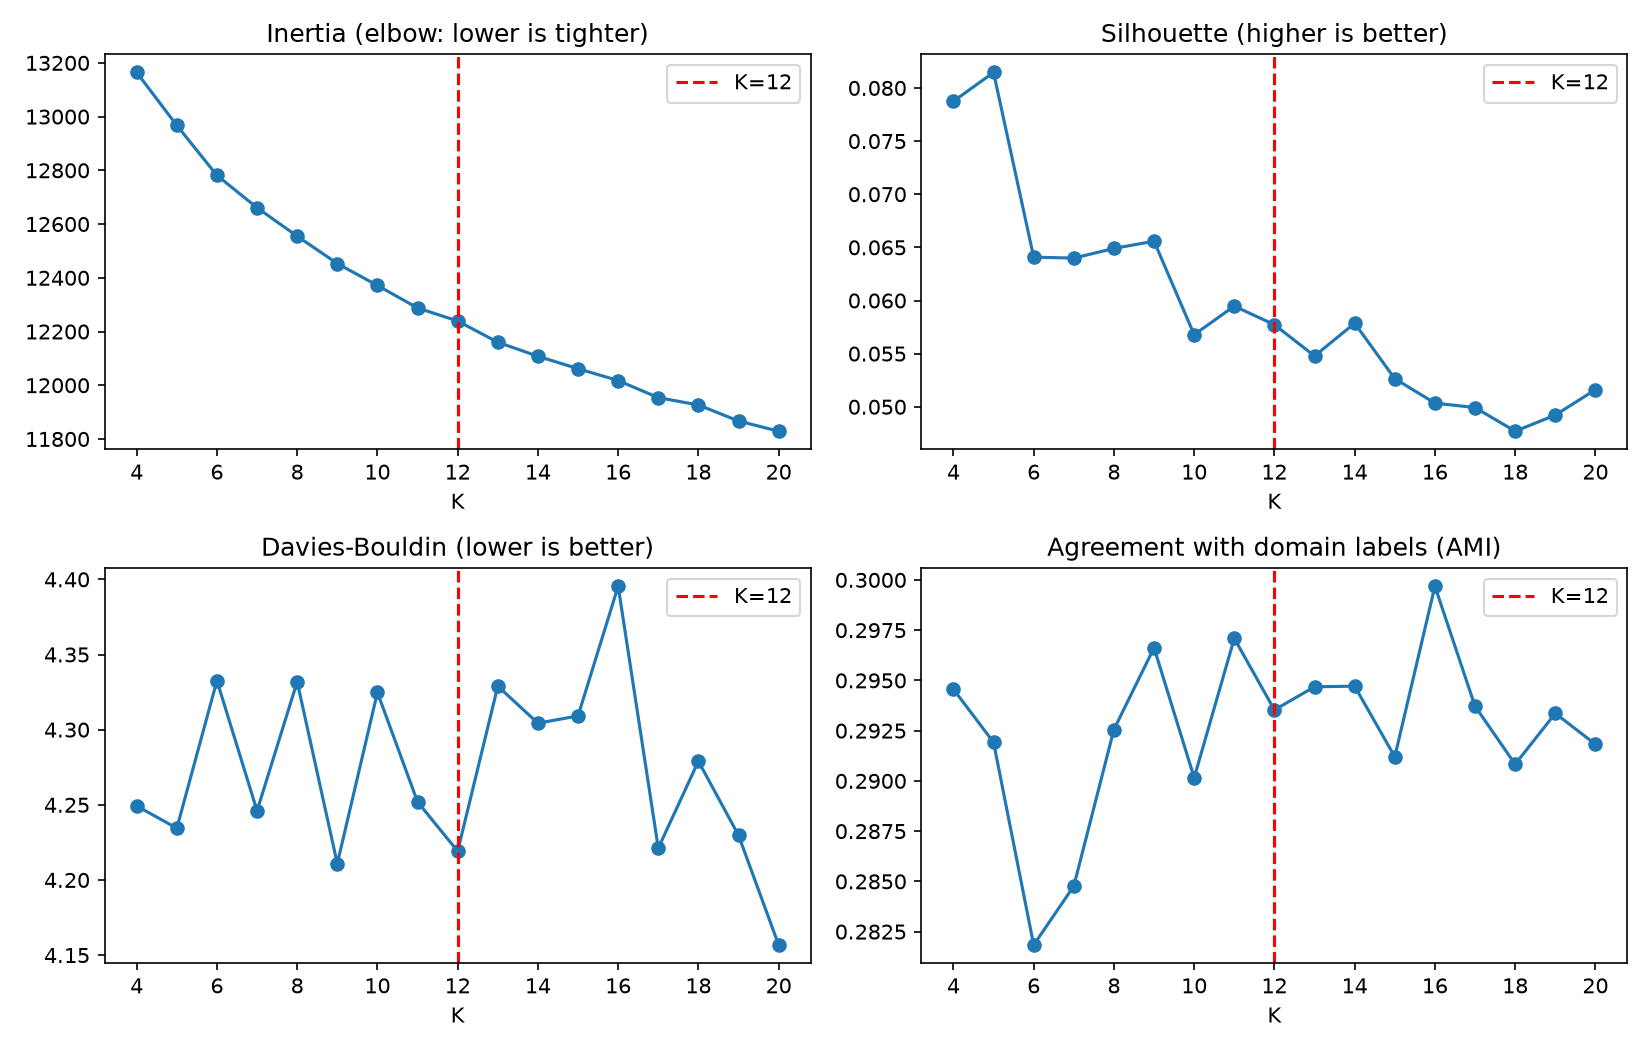 Inertia (elbow: lower is tighter)
13200
13000
12800
12600
12400
12200
12000
11800
4 6 8 10 12 14 16 18 20
K
K=12
Silhouette (higher is better)
0.080
0.075
0.070
0.065
0.060
0.055
0.050
4 6 8 10 12 14 16 18 20
K
K=12
Davies-Bouldin (lower is better)
4.40
4.35
4.30
4.25
4.20
4.15
4 6 8 10 12 14 16 18 20
K
K=12
Agreement with domain labels (AMI)
0.3000
0.2975
0.2950
0.2925
0.2900
0.2875
0.2850
0.2825
4 6 8 10 12 14 16 18 20
K
K=12